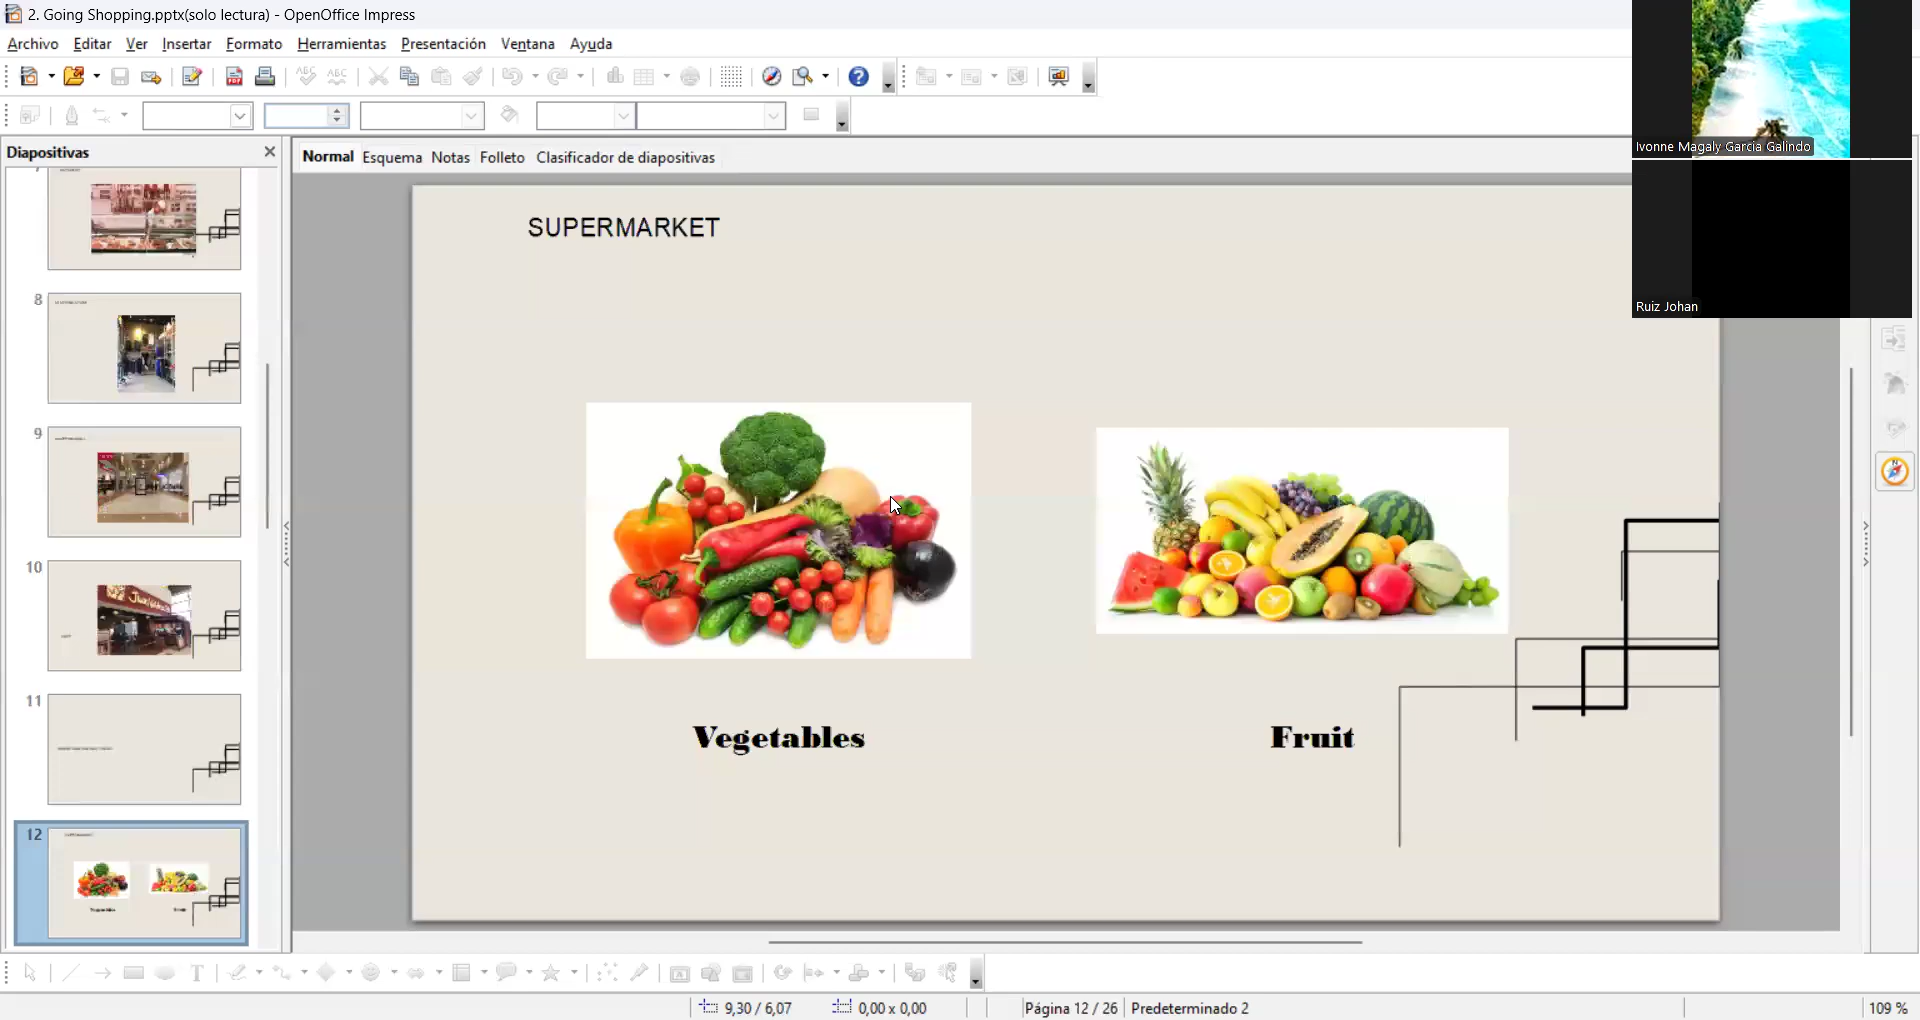 2. Going Shopping.pptx(solo lectura) - OpenOffice Impress
Archivo Editar Ver Insertar Formato Herramientas Presentación Ventana Ayuda
Diapositivas
Normal Esquema Notas Folleto Clasificador de diapositivas
Ivonne Magaly Garcia Galindo
Ruiz Johan
SUPERMARKET
Vegetables
Fruit
7
8
9
10
11
12
9,30 / 6,07
0,00 x 0,00
Página 12 / 26
Predeterminado 2
109 %